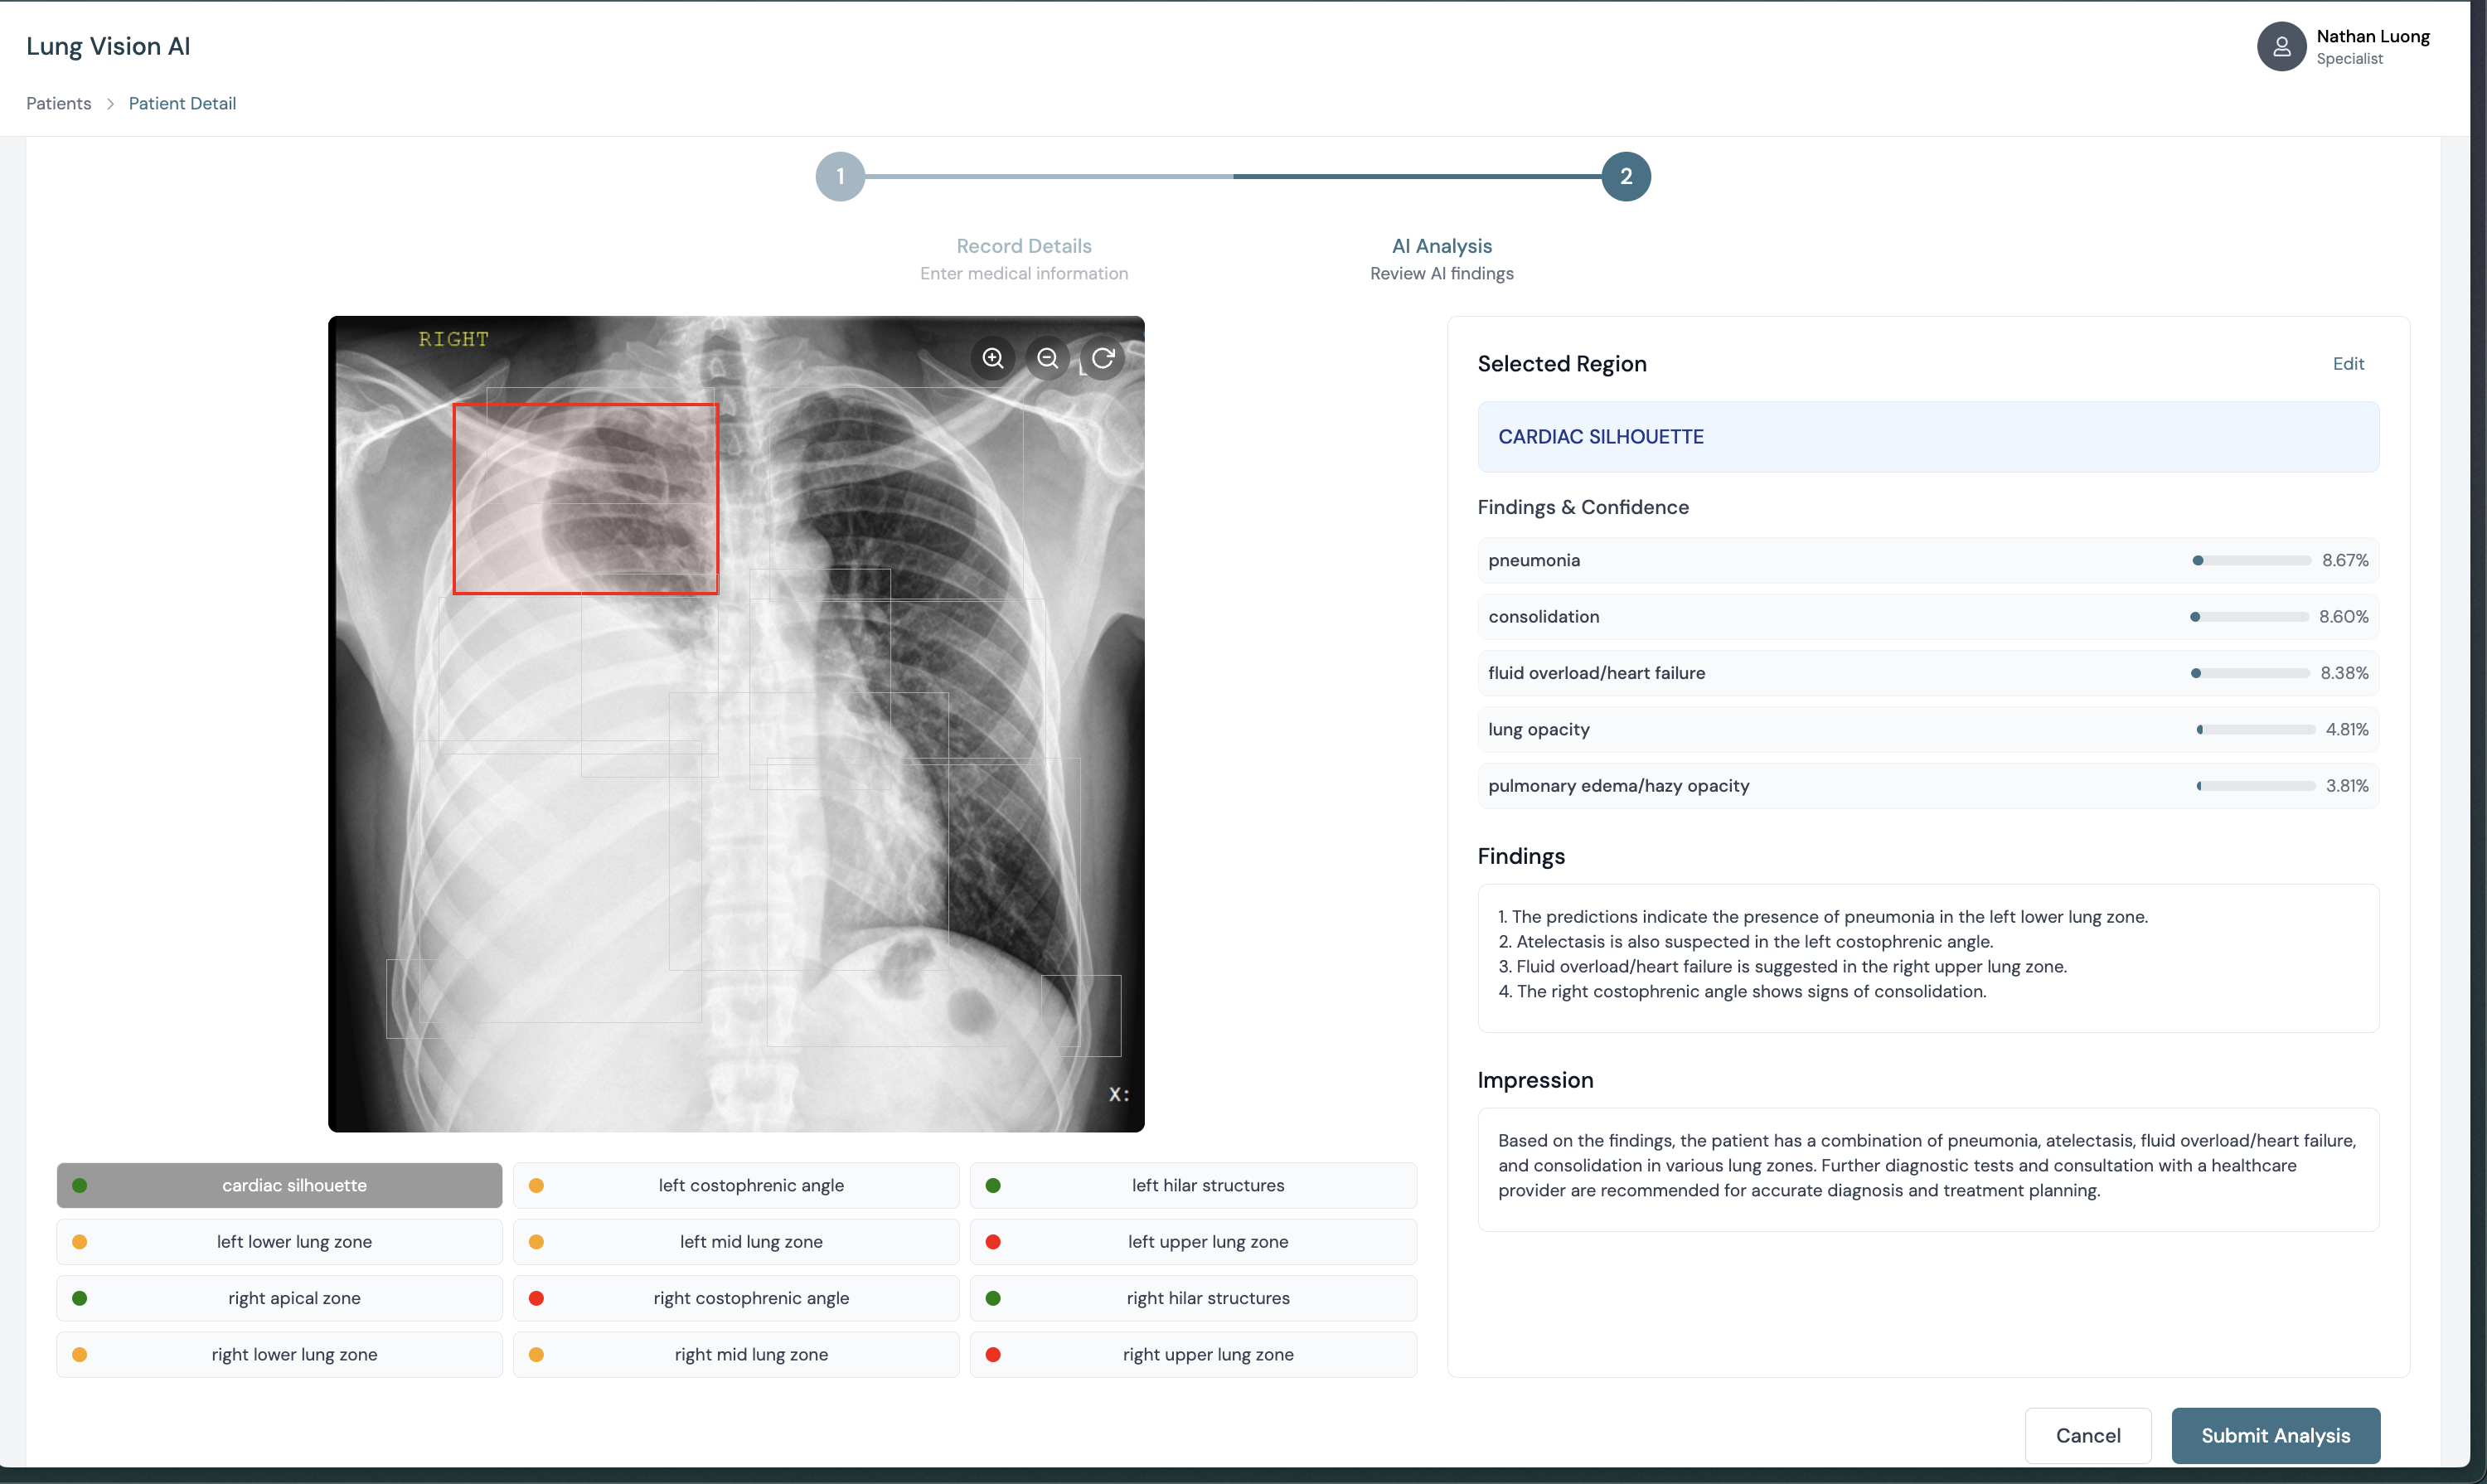 Lung Vision AI
Nathan Luong
Specialist
Patients > Patient Detail
1
2
Record Details
Enter medical information
AI Analysis
Review AI findings
RIGHT
X:
cardiac silhouette
left costophrenic angle
left hilar structures
left lower lung zone
left mid lung zone
left upper lung zone
right apical zone
right costophrenic angle
right hilar structures
right lower lung zone
right mid lung zone
right upper lung zone
Selected Region
Edit
CARDIAC SILHOUETTE
Findings & Confidence
pneumonia 8.67%
consolidation 8.60%
fluid overload/heart failure 8.38%
lung opacity 4.81%
pulmonary edema/hazy opacity 3.81%
Findings
1. The predictions indicate the presence of pneumonia in the left lower lung zone.
2. Atelectasis is also suspected in the left costophrenic angle.
3. Fluid overload/heart failure is suggested in the right upper lung zone.
4. The right costophrenic angle shows signs of consolidation.
Impression
Based on the findings, the patient has a combination of pneumonia, atelectasis, fluid overload/heart failure,
and consolidation in various lung zones. Further diagnostic tests and consultation with a healthcare
provider are recommended for accurate diagnosis and treatment planning.
Cancel
Submit Analysis